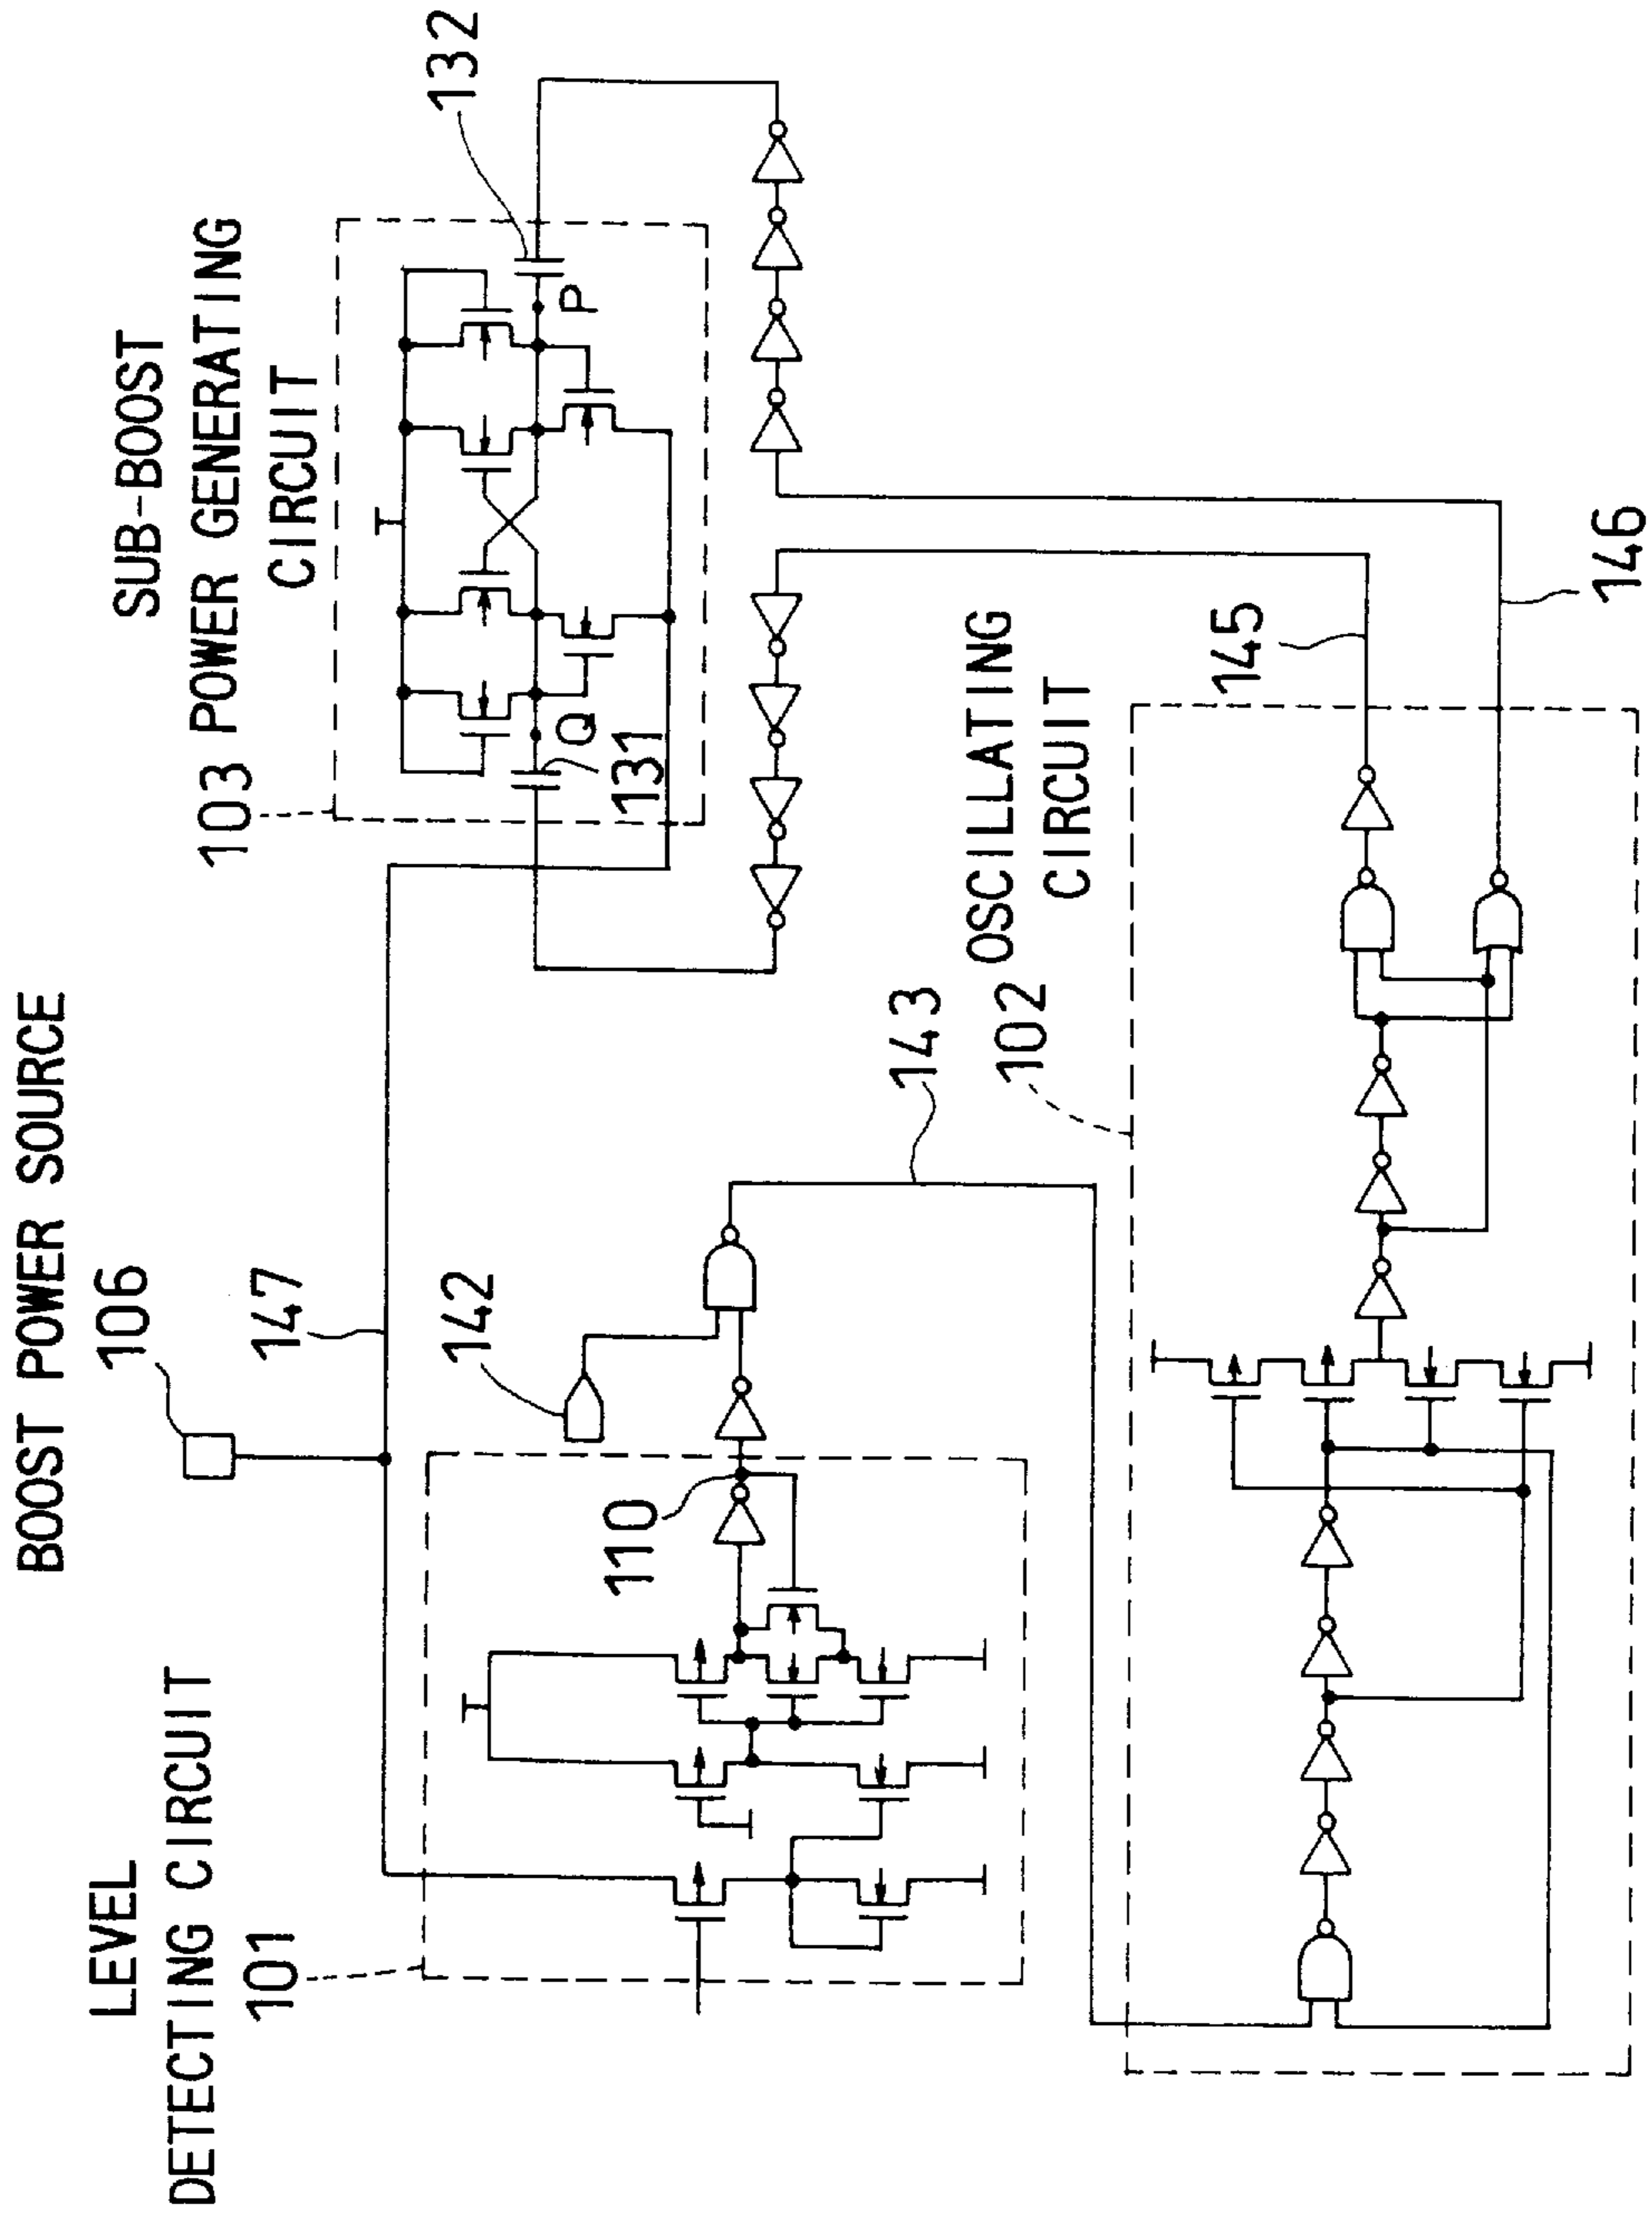 BOOST POWER SOURCE
106
147
LEVEL
DETECTING CIRCUIT
101
110
142
143
SUB-BOOST
103 POWER GENERATING
CIRCUIT
132
P
Q
131
OSCILLATING
CIRCUIT
102
145
146